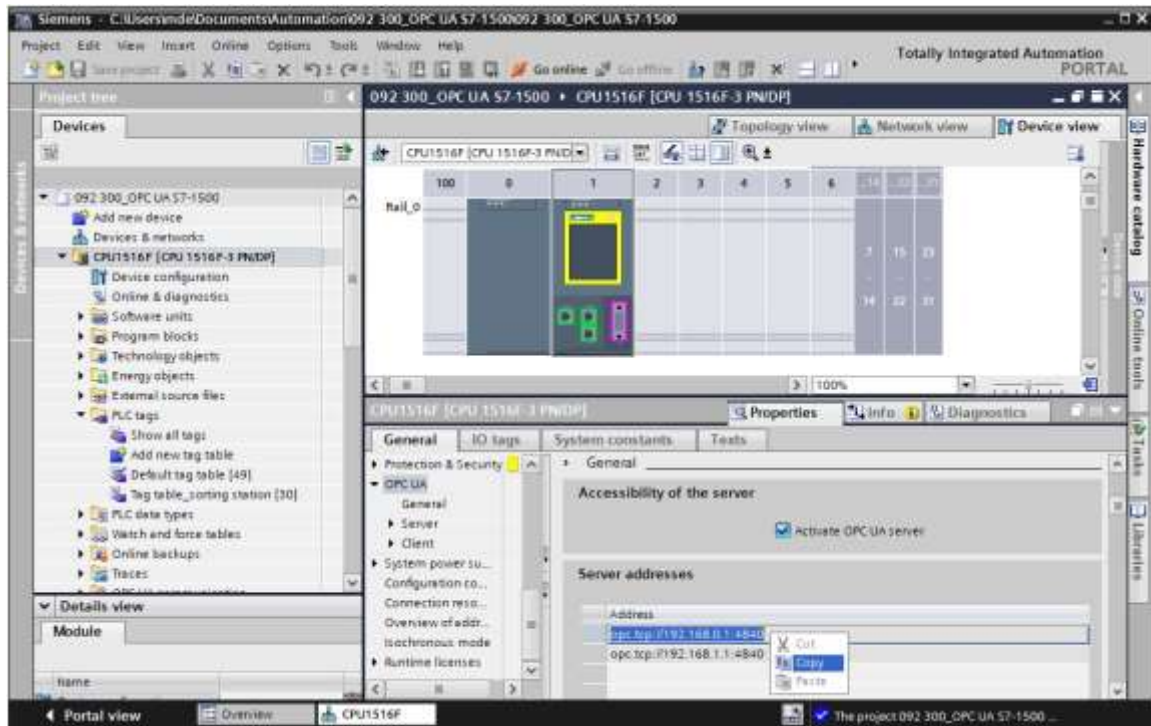 Siemens - C:\Users\mde\Documents\Automation\092 300_OPC UA S7-1500\092 300_OPC UA S7-1500
Project Edit View Insert Online Options Tools Window Help
Totally Integrated Automation
PORTAL
Save project
Go online
Go offline
Project tree
092 300_OPC UA S7-1500 ▸ CPU1516F [CPU 1516F-3 PN/DP]
Devices
Topology view
Network view
Device view
CPU1516F [CPU 1516F-3 PN/D
Devices & networks
Hardware catalog
Online tools
Tasks
Libraries
092 300_OPC UA S7-1500
Add new device
Devices & networks
CPU1516F [CPU 1516F-3 PN/DP]
Device configuration
Online & diagnostics
Software units
Program blocks
Technology objects
Energy objects
External source files
PLC tags
Show all tags
Add new tag table
Default tag table [49]
Tag table_sorting station [30]
PLC data types
Watch and force tables
Online backups
Traces
OPC UA communication
Details view
Module
Name
100 0 1 2 3 4 5 6
Rail_0
7 15 23
14 22 31
100%
CPU1516F [CPU 1516F-3 PN/DP]
Properties
Info
Diagnostics
General
IO tags
System constants
Texts
Protection & Security
OPC UA
General
Server
Client
System power su...
Configuration co...
Connection reso...
Overview of addr...
Isochronous mode
Runtime licenses
General
Accessibility of the server
Activate OPC UA server
Server addresses
Address
opc.tcp://192.168.0.1:4840
opc.tcp://192.168.1.1:4840
Cut
Copy
Paste
Portal view
Overview
CPU1516F
The project 092 300_OPC UA S7-1500 ...